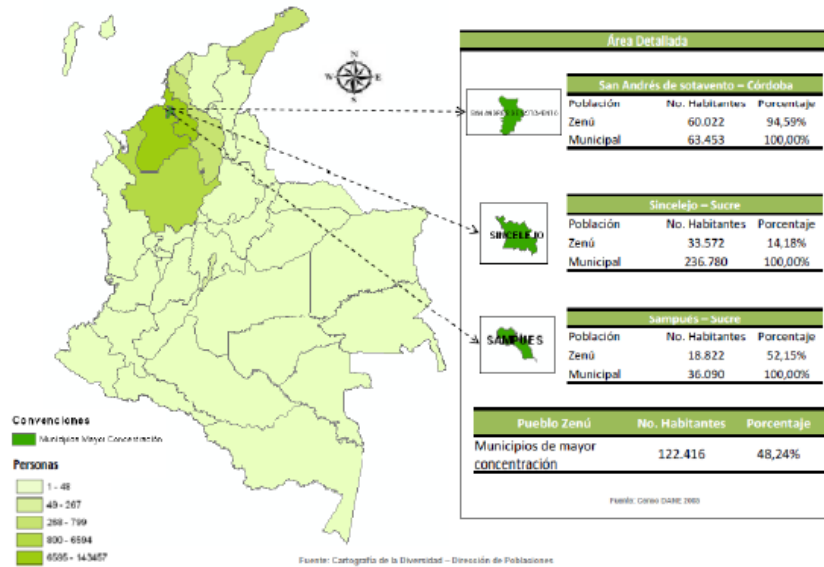 N
W E
S
Área Detallada
San Andrés de sotavento – Córdoba
Población No. Habitantes Porcentaje
Zenú 60.022 94,59%
Municipal 63.453 100,00%
Sincelejo – Sucre
SINCELEJO
Población No. Habitantes Porcentaje
Zenú 33.572 14,18%
Municipal 236.780 100,00%
Sampués – Sucre
SAMPUES
Población No. Habitantes Porcentaje
Zenú 18.822 52,15%
Municipal 36.090 100,00%
Pueblo Zenú No. Habitantes Porcentaje
Municipios de mayor
concentración 122.416 48,24%
Fuente: Censo DANE 2005
Convenciones
Municipios Mayor Concentración
Personas
1 - 48
49 - 267
268 - 799
800 - 6594
6595 - 143457
Fuente: Cartografía de la Diversidad – Dirección de Poblaciones